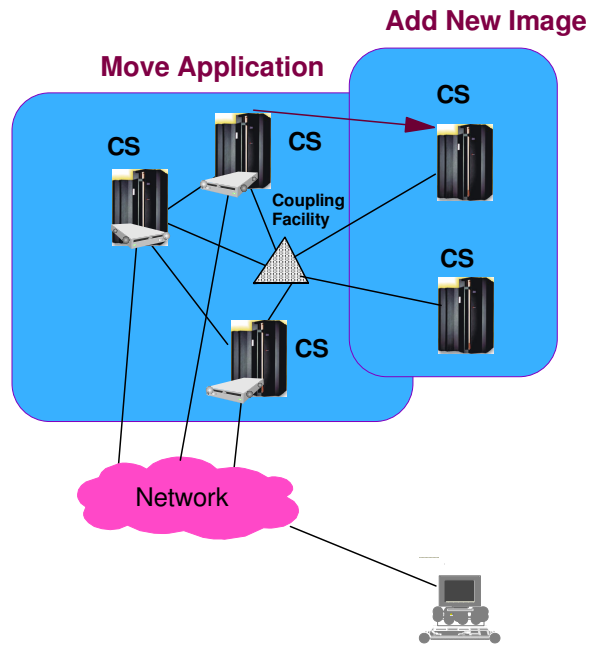 Add New Image
Move Application
CS
CS
CS
Coupling
Facility
CS
CS
Network